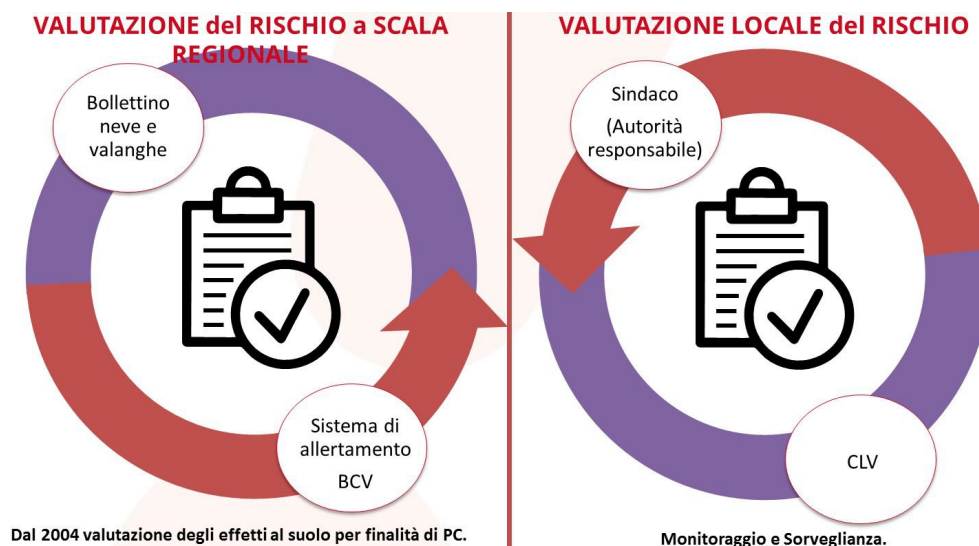 VALUTAZIONE del RISCHIO a SCALA
REGIONALE
Bollettino
neve e
valanghe
Sistema di
allertamento
BCV
Dal 2004 valutazione degli effetti al suolo per finalità di PC.
VALUTAZIONE LOCALE del RISCHIO
Sindaco
(Autorità
responsabile)
CLV
Monitoraggio e Sorveglianza.